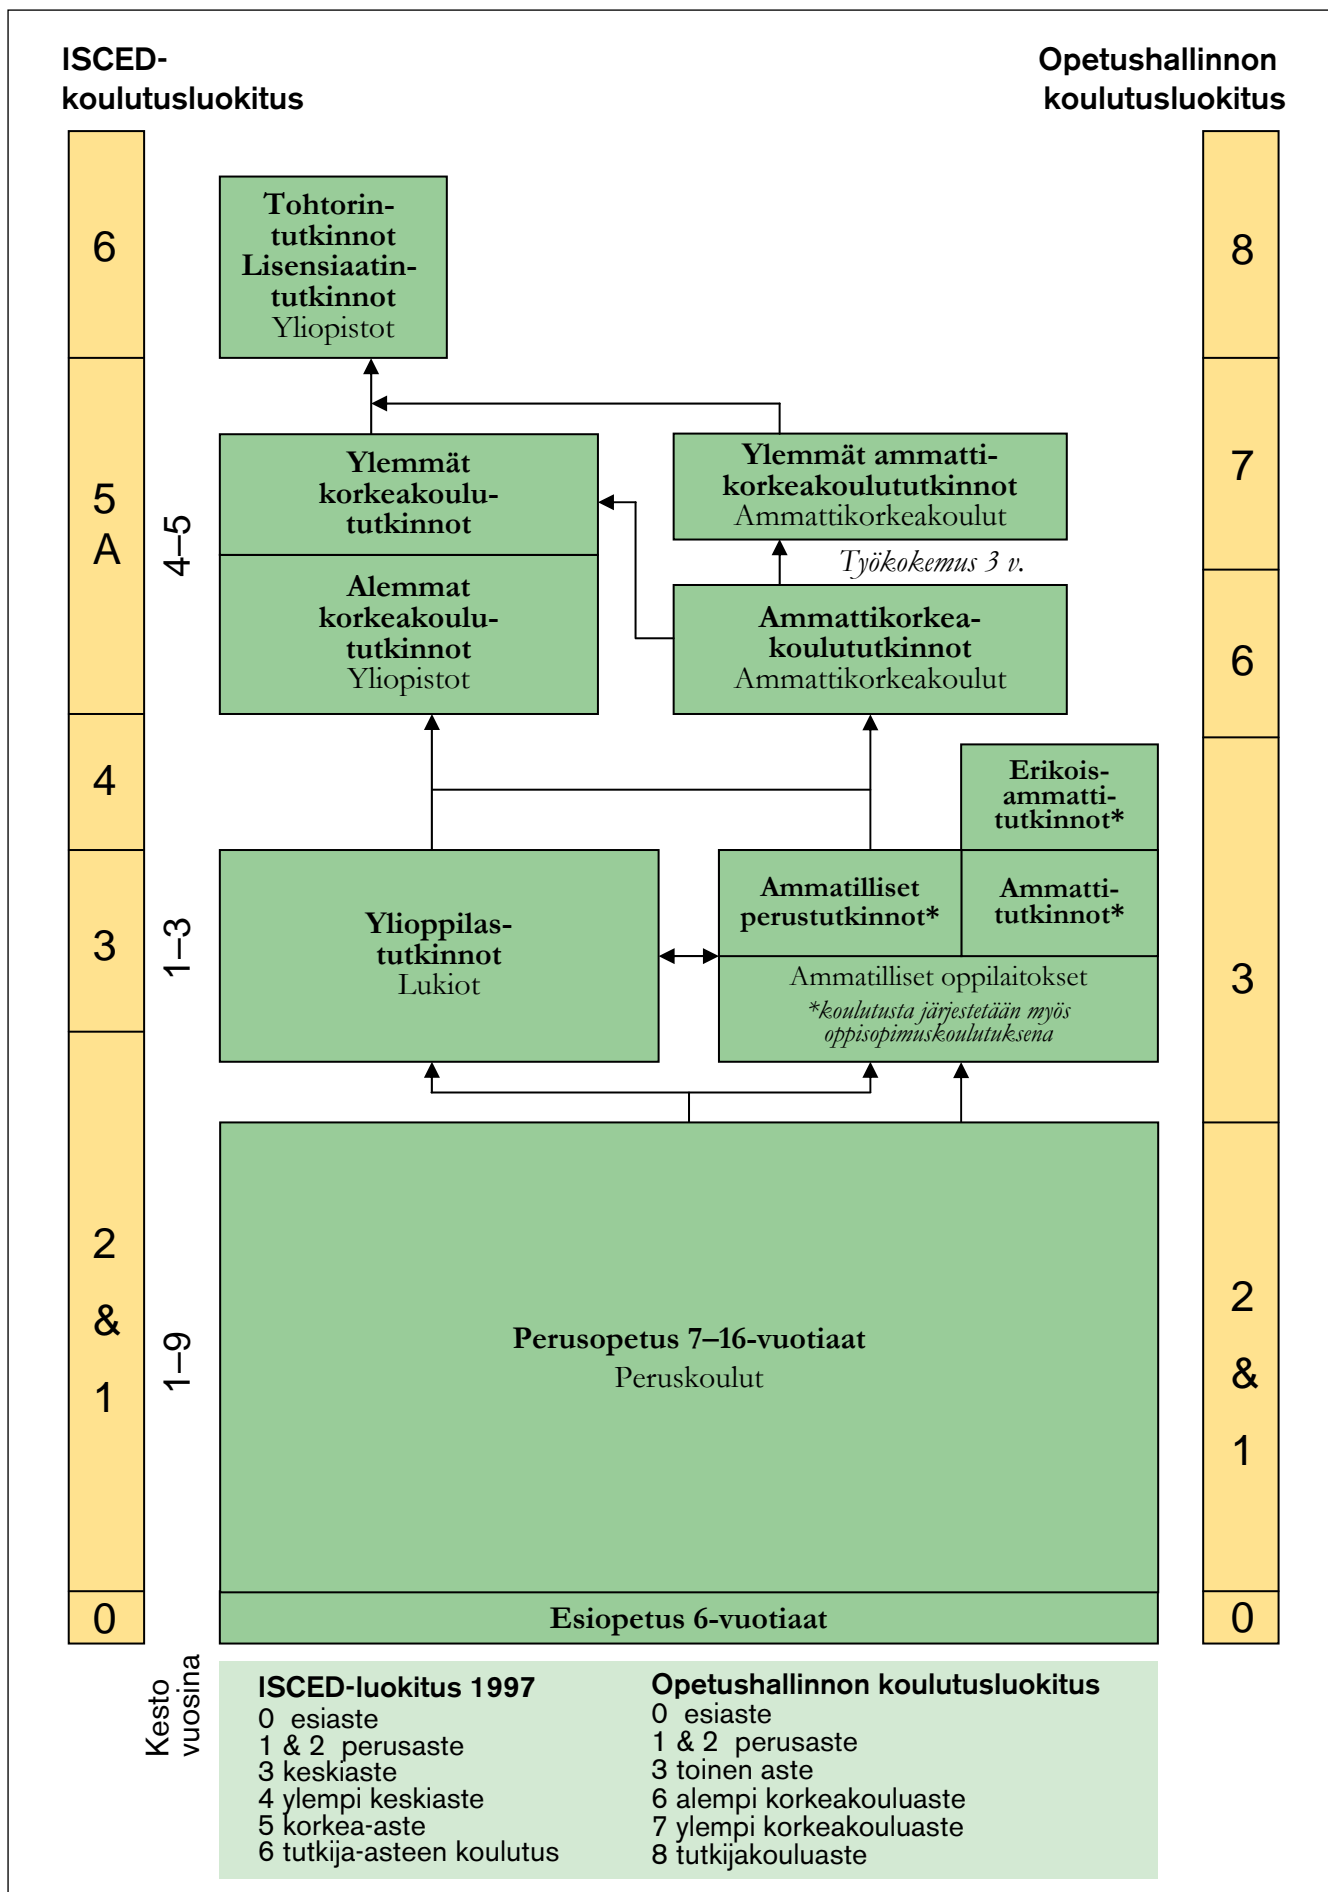 ISCED-
koulutusluokitus
Opetushallinnon
koulutusluokitus
6
5
A
4
3
2
&
1
0
4–5
1–3
1–9
Kesto
vuosina
Tohtorin-
tutkinnot
Lisensiaatin-
tutkinnot
Yliopistot
Ylemmät
korkeakoulu-
tutkinnot
Alemmat
korkeakoulu-
tutkinnot
Yliopistot
Ylemmät ammatti-
korkeakoulututkinnot
Ammattikorkeakoulut
Työkokemus 3 v.
Ammattikorkea-
koulututkinnot
Ammattikorkeakoulut
Erikois-
ammatti-
tutkinnot*
Ylioppilas-
tutkinnot
Lukiot
Ammatilliset
perustutkinnot*
Ammatti-
tutkinnot*
Ammatilliset oppilaitokset
*koulutusta järjestetään myös
oppisopimuskoulutuksena
Perusopetus 7–16-vuotiaat
Peruskoulut
Esiopetus 6-vuotiaat
8
7
6
3
2
&
1
0
ISCED-luokitus 1997
0 esiaste
1 & 2 perusaste
3 keskiaste
4 ylempi keskiaste
5 korkea-aste
6 tutkija-asteen koulutus
Opetushallinnon koulutusluokitus
0 esiaste
1 & 2 perusaste
3 toinen aste
6 alempi korkeakouluaste
7 ylempi korkeakouluaste
8 tutkijakouluaste